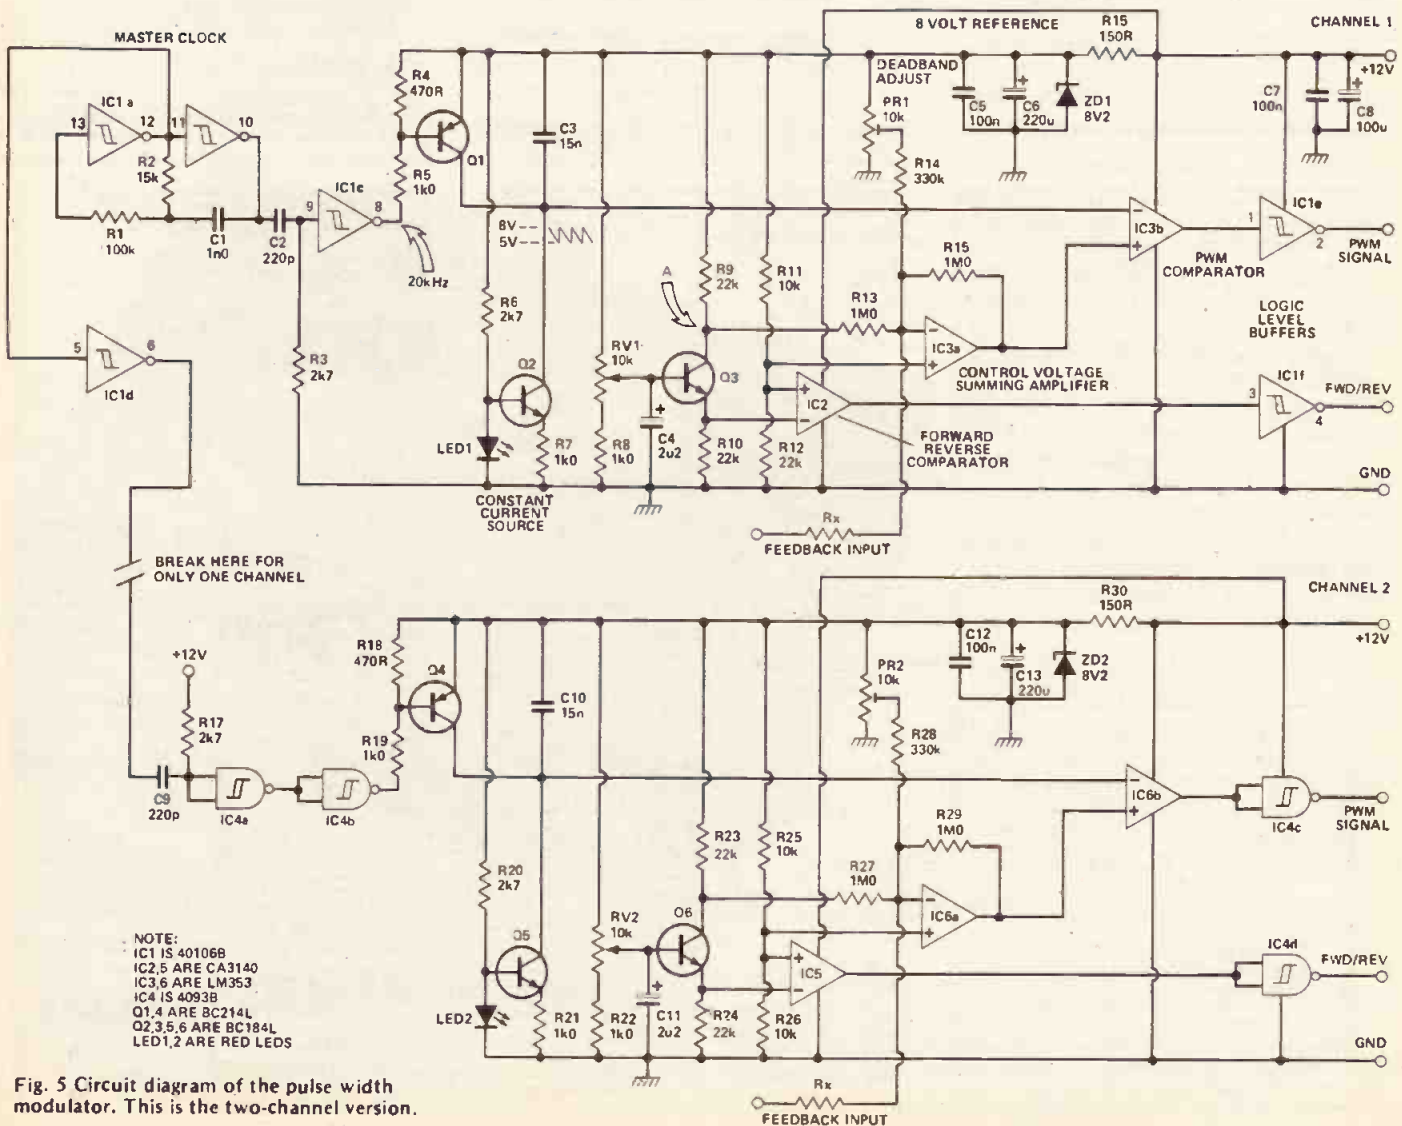 MASTER CLOCK
8 VOLT REFERENCE
R15
150R
CHANNEL 1
+12V
IC1 a
13
12
11
10
R2
15k
R1
100k
C1
1n0
C2
220p
IC1c
9
8
20kHz
R4
470R
R5
1k0
Q1
C3
15n
8V
5V
DEADBAND
ADJUST
PR1
10k
C5
100n
C6
220u
ZD1
8V2
C7
100n
C8
100u
R14
330k
IC3b
PWM
COMPARATOR
IC1e
1
2
PWM
SIGNAL
A
R9
22k
R11
10k
R15
1M0
R13
1M0
IC3a
CONTROL VOLTAGE
SUMMING AMPLIFIER
LOGIC
LEVEL
BUFFERS
5
6
IC1d
R3
2k7
R6
2k7
Q2
LED1
R7
1k0
RV1
10k
R8
1k0
C4
2u2
Q3
R10
22k
R12
22k
IC2
FORWARD
REVERSE
COMPARATOR
IC1f
3
4
FWD/REV
GND
CONSTANT
CURRENT
SOURCE
Rx
FEEDBACK INPUT
BREAK HERE FOR
ONLY ONE CHANNEL
R30
150R
CHANNEL 2
+12V
+12V
R17
2k7
C9
220p
IC4a
IC4b
R18
470R
R19
1k0
Q4
C10
15n
PR2
10k
C12
100n
C13
220u
ZD2
8V2
R28
330k
IC6b
IC4c
PWM
SIGNAL
R23
22k
R25
10k
R29
1M0
R27
1M0
IC6a
R20
2k7
Q5
LED2
R21
1k0
RV2
10k
R22
1k0
C11
2u2
Q6
R24
22k
R26
10k
IC5
IC4d
FWD/REV
GND
Rx
FEEDBACK INPUT
NOTE:
IC1 IS 40106B
IC2,5 ARE CA3140
IC3,6 ARE LM353
IC4 IS 4093B
Q1,4 ARE BC214L
Q2,3,5,6 ARE BC184L
LED1,2 ARE RED LEDS
Fig. 5 Circuit diagram of the pulse width
modulator. This is the two-channel version.